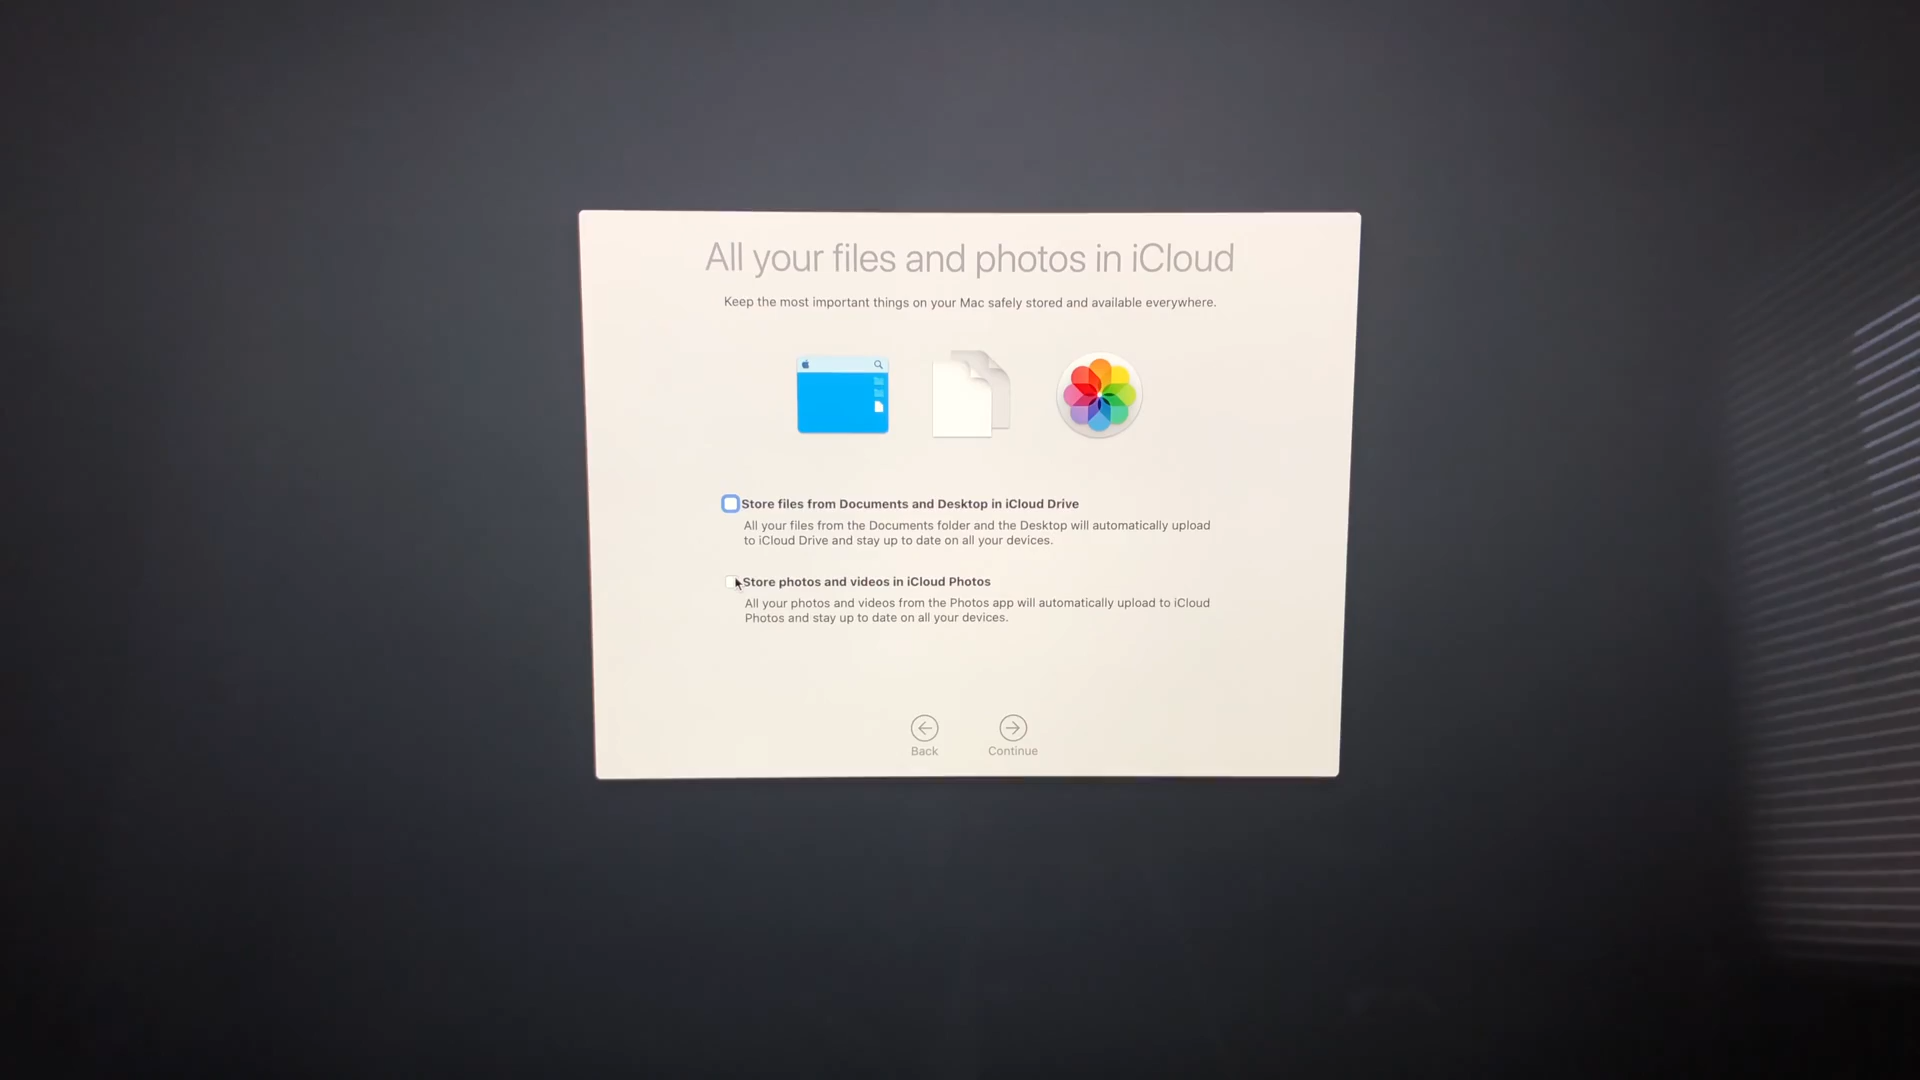 All your files and photos in iCloud
Keep the most important things on your Mac safely stored and available everywhere.
Store files from Documents and Desktop in iCloud Drive
All your files from the Documents folder and the Desktop will automatically upload
to iCloud Drive and stay up to date on all your devices.
Store photos and videos in iCloud Photos
All your photos and videos from the Photos app will automatically upload to iCloud
Photos and stay up to date on all your devices.
Back
Continue